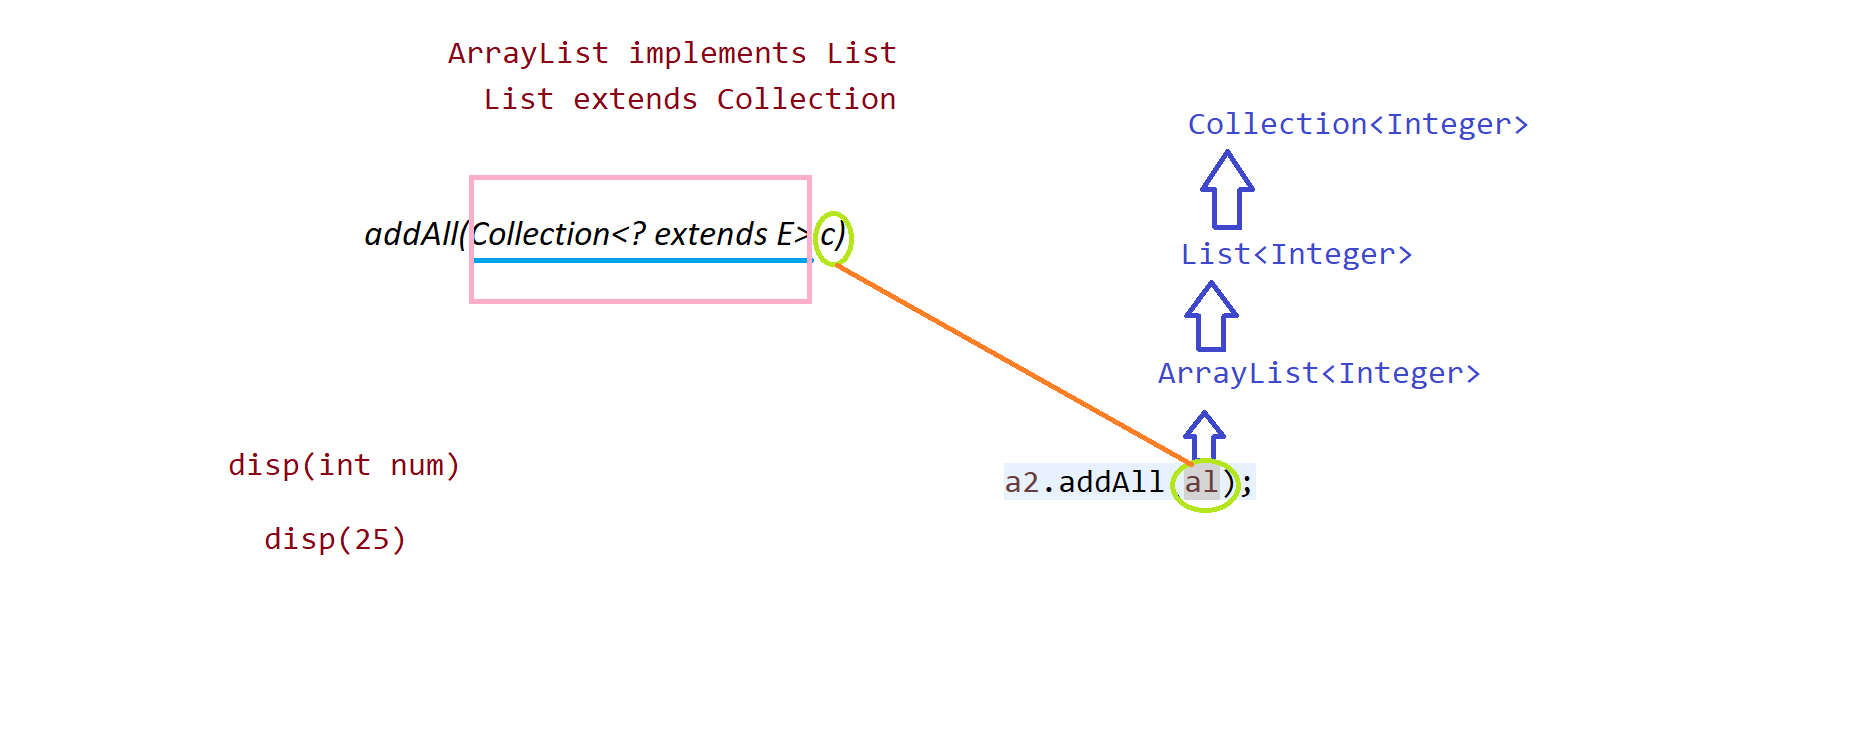 ArrayList implements List
List extends Collection
addAll(Collection<? extends E> c)
disp(int num)
disp(25)
Collection<Integer>
List<Integer>
ArrayList<Integer>
a2.addAll(al);